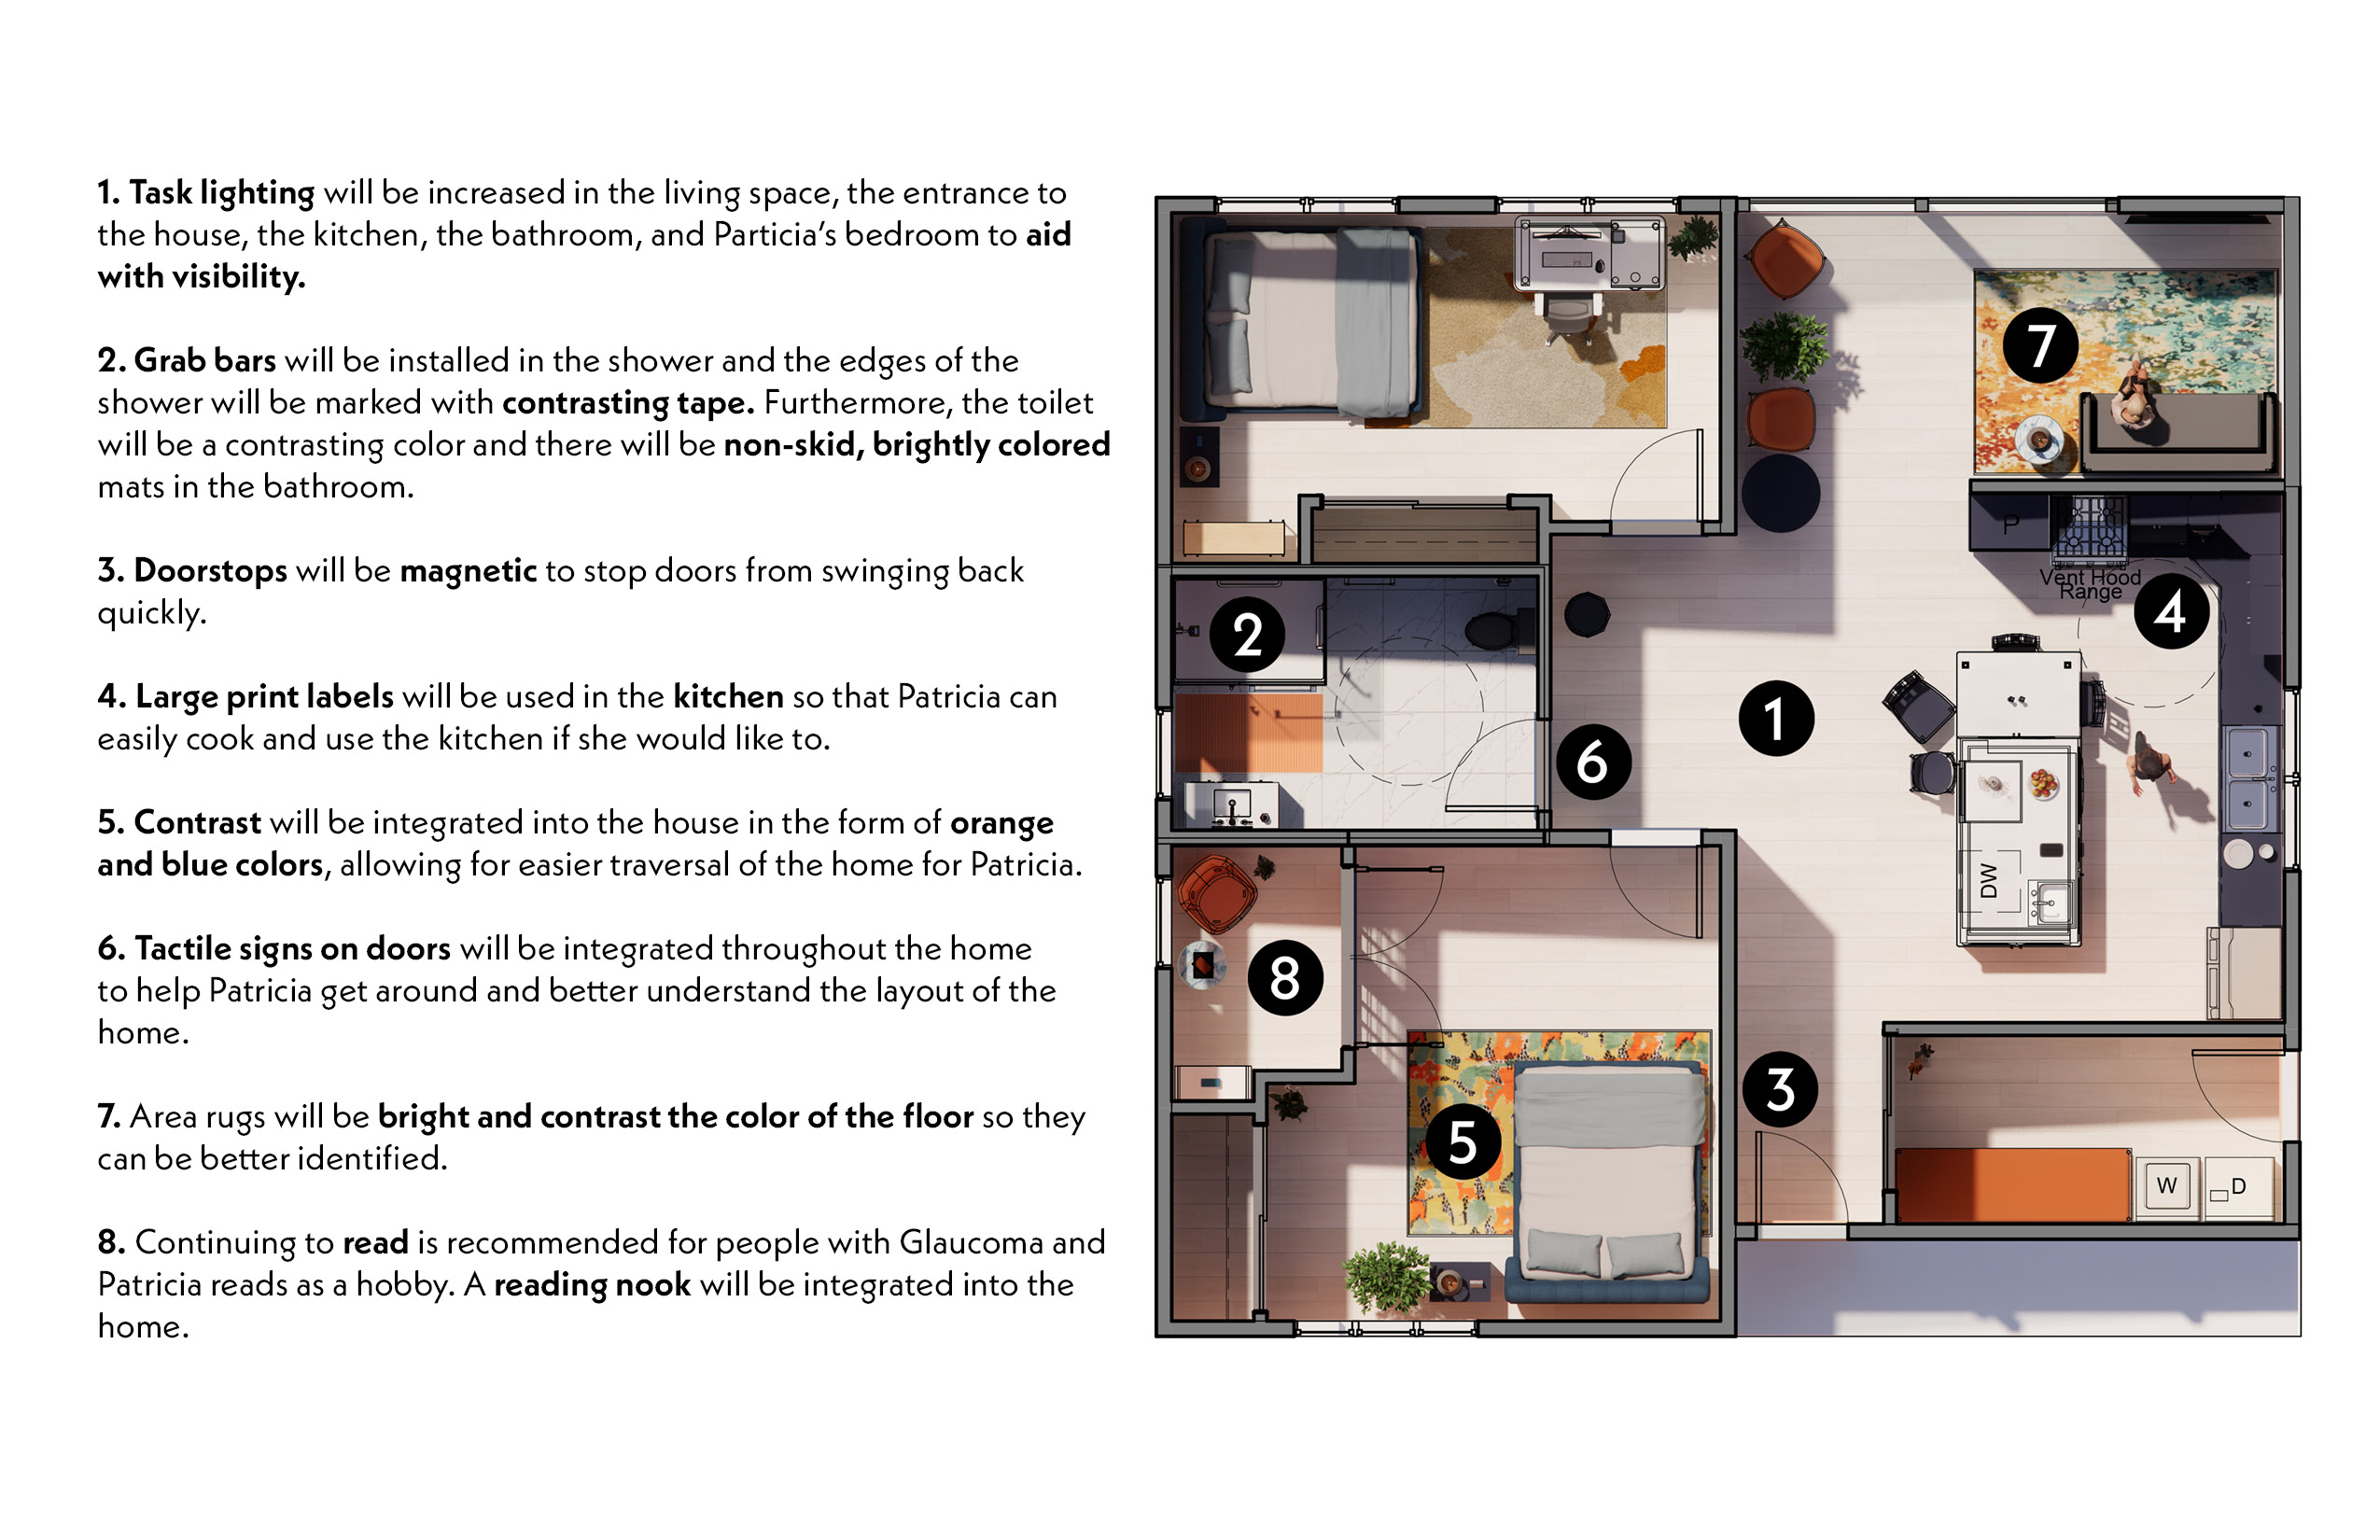 1. Task lighting will be increased in the living space, the entrance to
the house, the kitchen, the bathroom, and Particia's bedroom to aid
with visibility.
2. Grab bars will be installed in the shower and the edges of the
shower will be marked with contrasting tape. Furthermore, the toilet
will be a contrasting color and there will be non-skid, brightly colored
mats in the bathroom.
3. Doorstops will be magnetic to stop doors from swinging back
quickly.
4. Large print labels will be used in the kitchen so that Patricia can
easily cook and use the kitchen if she would like to.
5. Contrast will be integrated into the house in the form of orange
and blue colors, allowing for easier traversal of the home for Patricia.
6. Tactile signs on doors will be integrated throughout the home
to help Patricia get around and better understand the layout of the
home.
7. Area rugs will be bright and contrast the color of the floor so they
can be better identified.
8. Continuing to read is recommended for people with Glaucoma and
Patricia reads as a hobby. A reading nook will be integrated into the
home.
7
P
Vent Hood
Range
4
2
1
6
DW
8
3
5
W
D